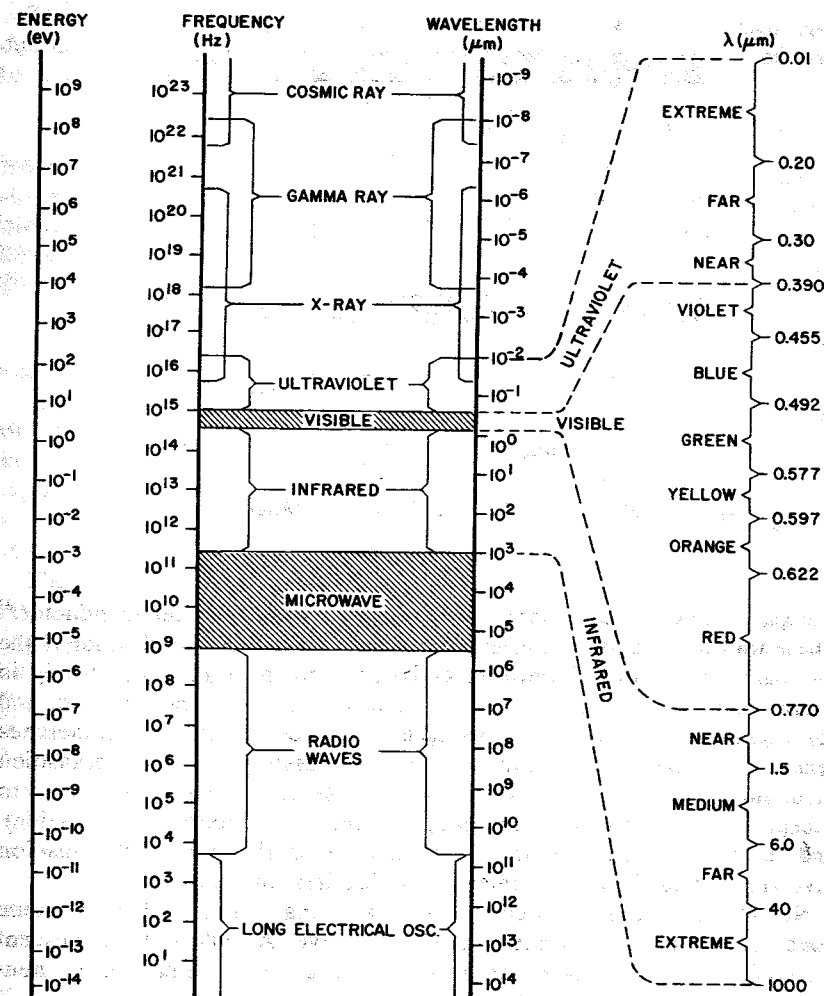 ENERGY
(eV)
10⁹
10⁸
10⁷
10⁶
10⁵
10⁴
10³
10²
10¹
10⁰
10⁻¹
10⁻²
10⁻³
10⁻⁴
10⁻⁵
10⁻⁶
10⁻⁷
10⁻⁸
10⁻⁹
10⁻¹⁰
10⁻¹¹
10⁻¹²
10⁻¹³
10⁻¹⁴
FREQUENCY
(Hz)
10²³
10²²
10²¹
10²⁰
10¹⁹
10¹⁸
10¹⁷
10¹⁶
10¹⁵
10¹⁴
10¹³
10¹²
10¹¹
10¹⁰
10⁹
10⁸
10⁷
10⁶
10⁵
10⁴
10³
10²
10¹
COSMIC RAY
GAMMA RAY
X-RAY
ULTRAVIOLET
VISIBLE
INFRARED
MICROWAVE
RADIO
WAVES
LONG ELECTRICAL OSC.
WAVELENGTH
(μm)
10⁻⁹
10⁻⁸
10⁻⁷
10⁻⁶
10⁻⁵
10⁻⁴
10⁻³
10⁻²
10⁻¹
10⁰
10¹
10²
10³
10⁴
10⁵
10⁶
10⁷
10⁸
10⁹
10¹⁰
10¹¹
10¹²
10¹³
10¹⁴
ULTRAVIOLET
VISIBLE
INFRARED
λ (μm)
0.01
EXTREME
0.20
FAR
0.30
NEAR
0.390
VIOLET
0.455
BLUE
0.492
GREEN
0.577
YELLOW
0.597
ORANGE
0.622
RED
0.770
NEAR
1.5
MEDIUM
6.0
FAR
40
EXTREME
1000